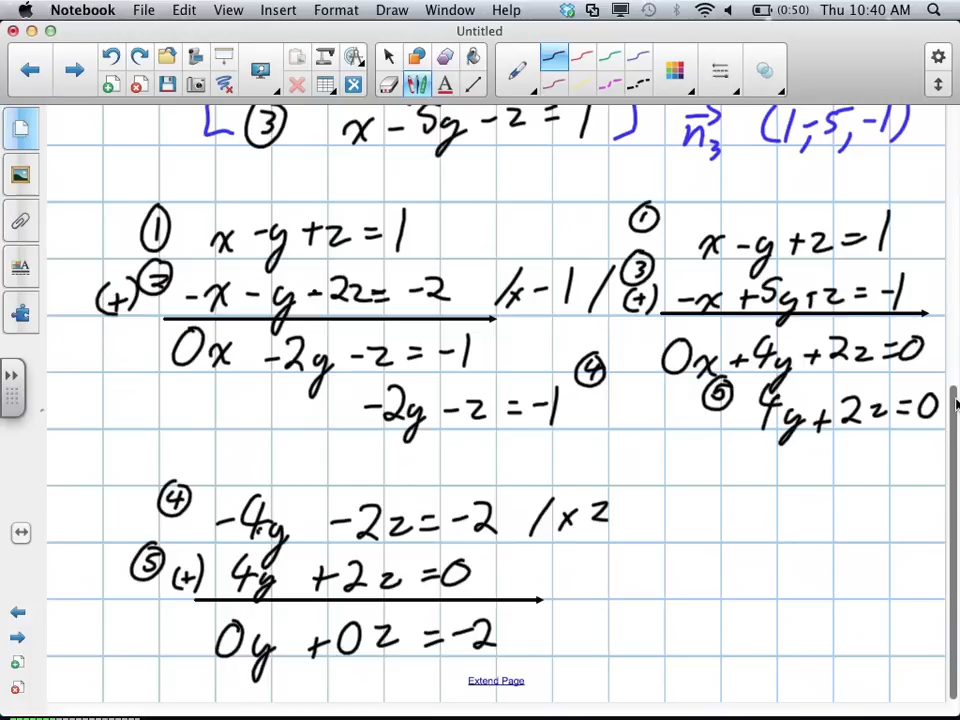 Notebook File Edit View Insert Format Draw Window Help (0:50) Thu 10:40 AM
Untitled
③ x - 5y - z = 1 n₃ (1, -5, -1)
① x - y + z = 1
(+) ② -x - y - 2z = -2 /x -1
0x - 2y - z = -1
-2y - z = -1 ④
① x - y + z = 1
/ ③ (+) -x + 5y + z = -1
0x + 4y + 2z = 0
⑤ 4y + 2z = 0
④ -4y - 2z = -2 /x 2
⑤ (+) 4y + 2z = 0
0y + 0z = -2
Extend Page